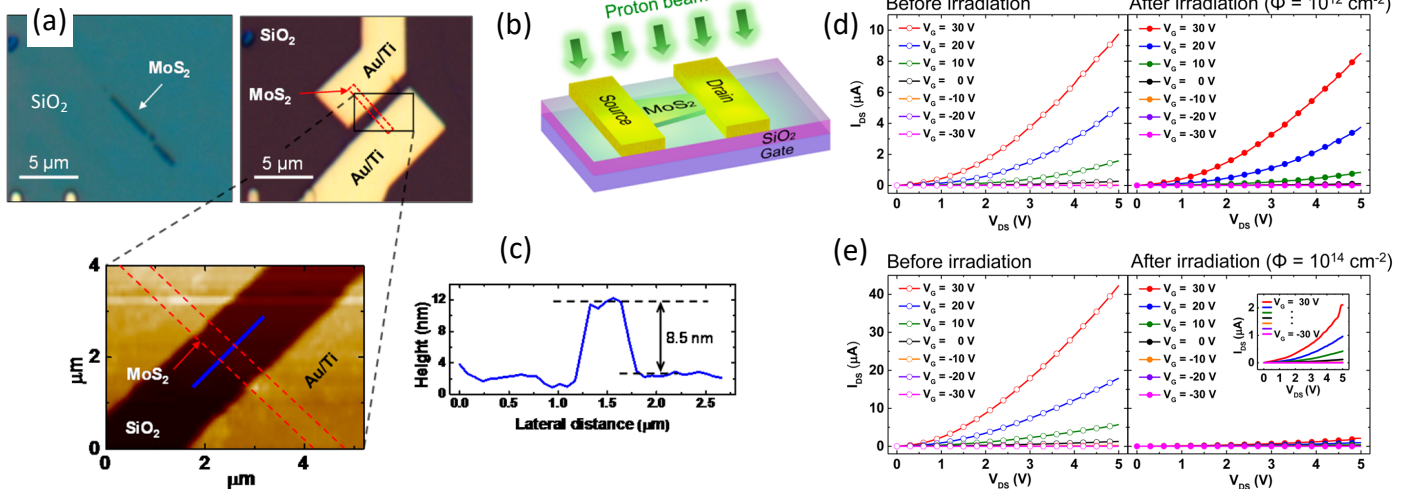 (a)
SiO2
MoS2
5 μm
SiO2
MoS2
Au/Ti
Au/Ti
5 μm
4
2
0
μm
MoS2
SiO2
Au/Ti
2
4
μm
(b)
Proton beam
Source
MoS2
Drain
SiO2
Gate
(c)
Height (nm)
12
8
4
0
8.5 nm
0.0 0.5 1.0 1.5 2.0 2.5
Lateral distance (μm)
(d)
Before irradiation
After irradiation (Φ = 10^12 cm^-2)
IDS (μA)
10
8
6
4
2
0
VG = 30 V
VG = 20 V
VG = 10 V
VG = 0 V
VG = -10 V
VG = -20 V
VG = -30 V
VG = 30 V
VG = 20 V
VG = 10 V
VG = 0 V
VG = -10 V
VG = -20 V
VG = -30 V
0 1 2 3 4 5
0 1 2 3 4 5
VDS (V)
VDS (V)
(e)
Before irradiation
After irradiation (Φ = 10^14 cm^-2)
IDS (μA)
40
30
20
10
0
VG = 30 V
VG = 20 V
VG = 10 V
VG = 0 V
VG = -10 V
VG = -20 V
VG = -30 V
VG = 30 V
VG = 20 V
VG = 10 V
VG = 0 V
VG = -10 V
VG = -20 V
VG = -30 V
IDS (μA)
2
1
0
VG = 30 V
VG = -30 V
0 1 2 3 4 5
VDS (V)
0 1 2 3 4 5
0 1 2 3 4 5
VDS (V)
VDS (V)